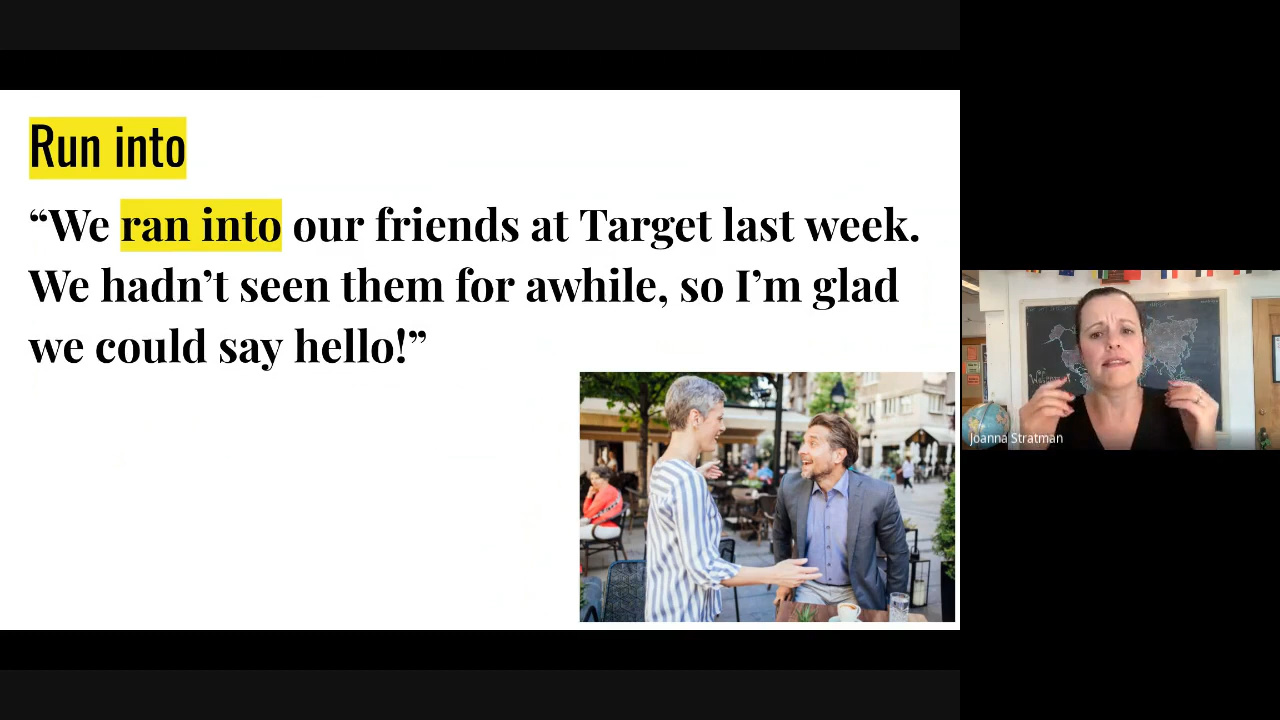 Run into
“We ran into our friends at Target last week.
We hadn’t seen them for awhile, so I’m glad
we could say hello!”
Joanna Stratman